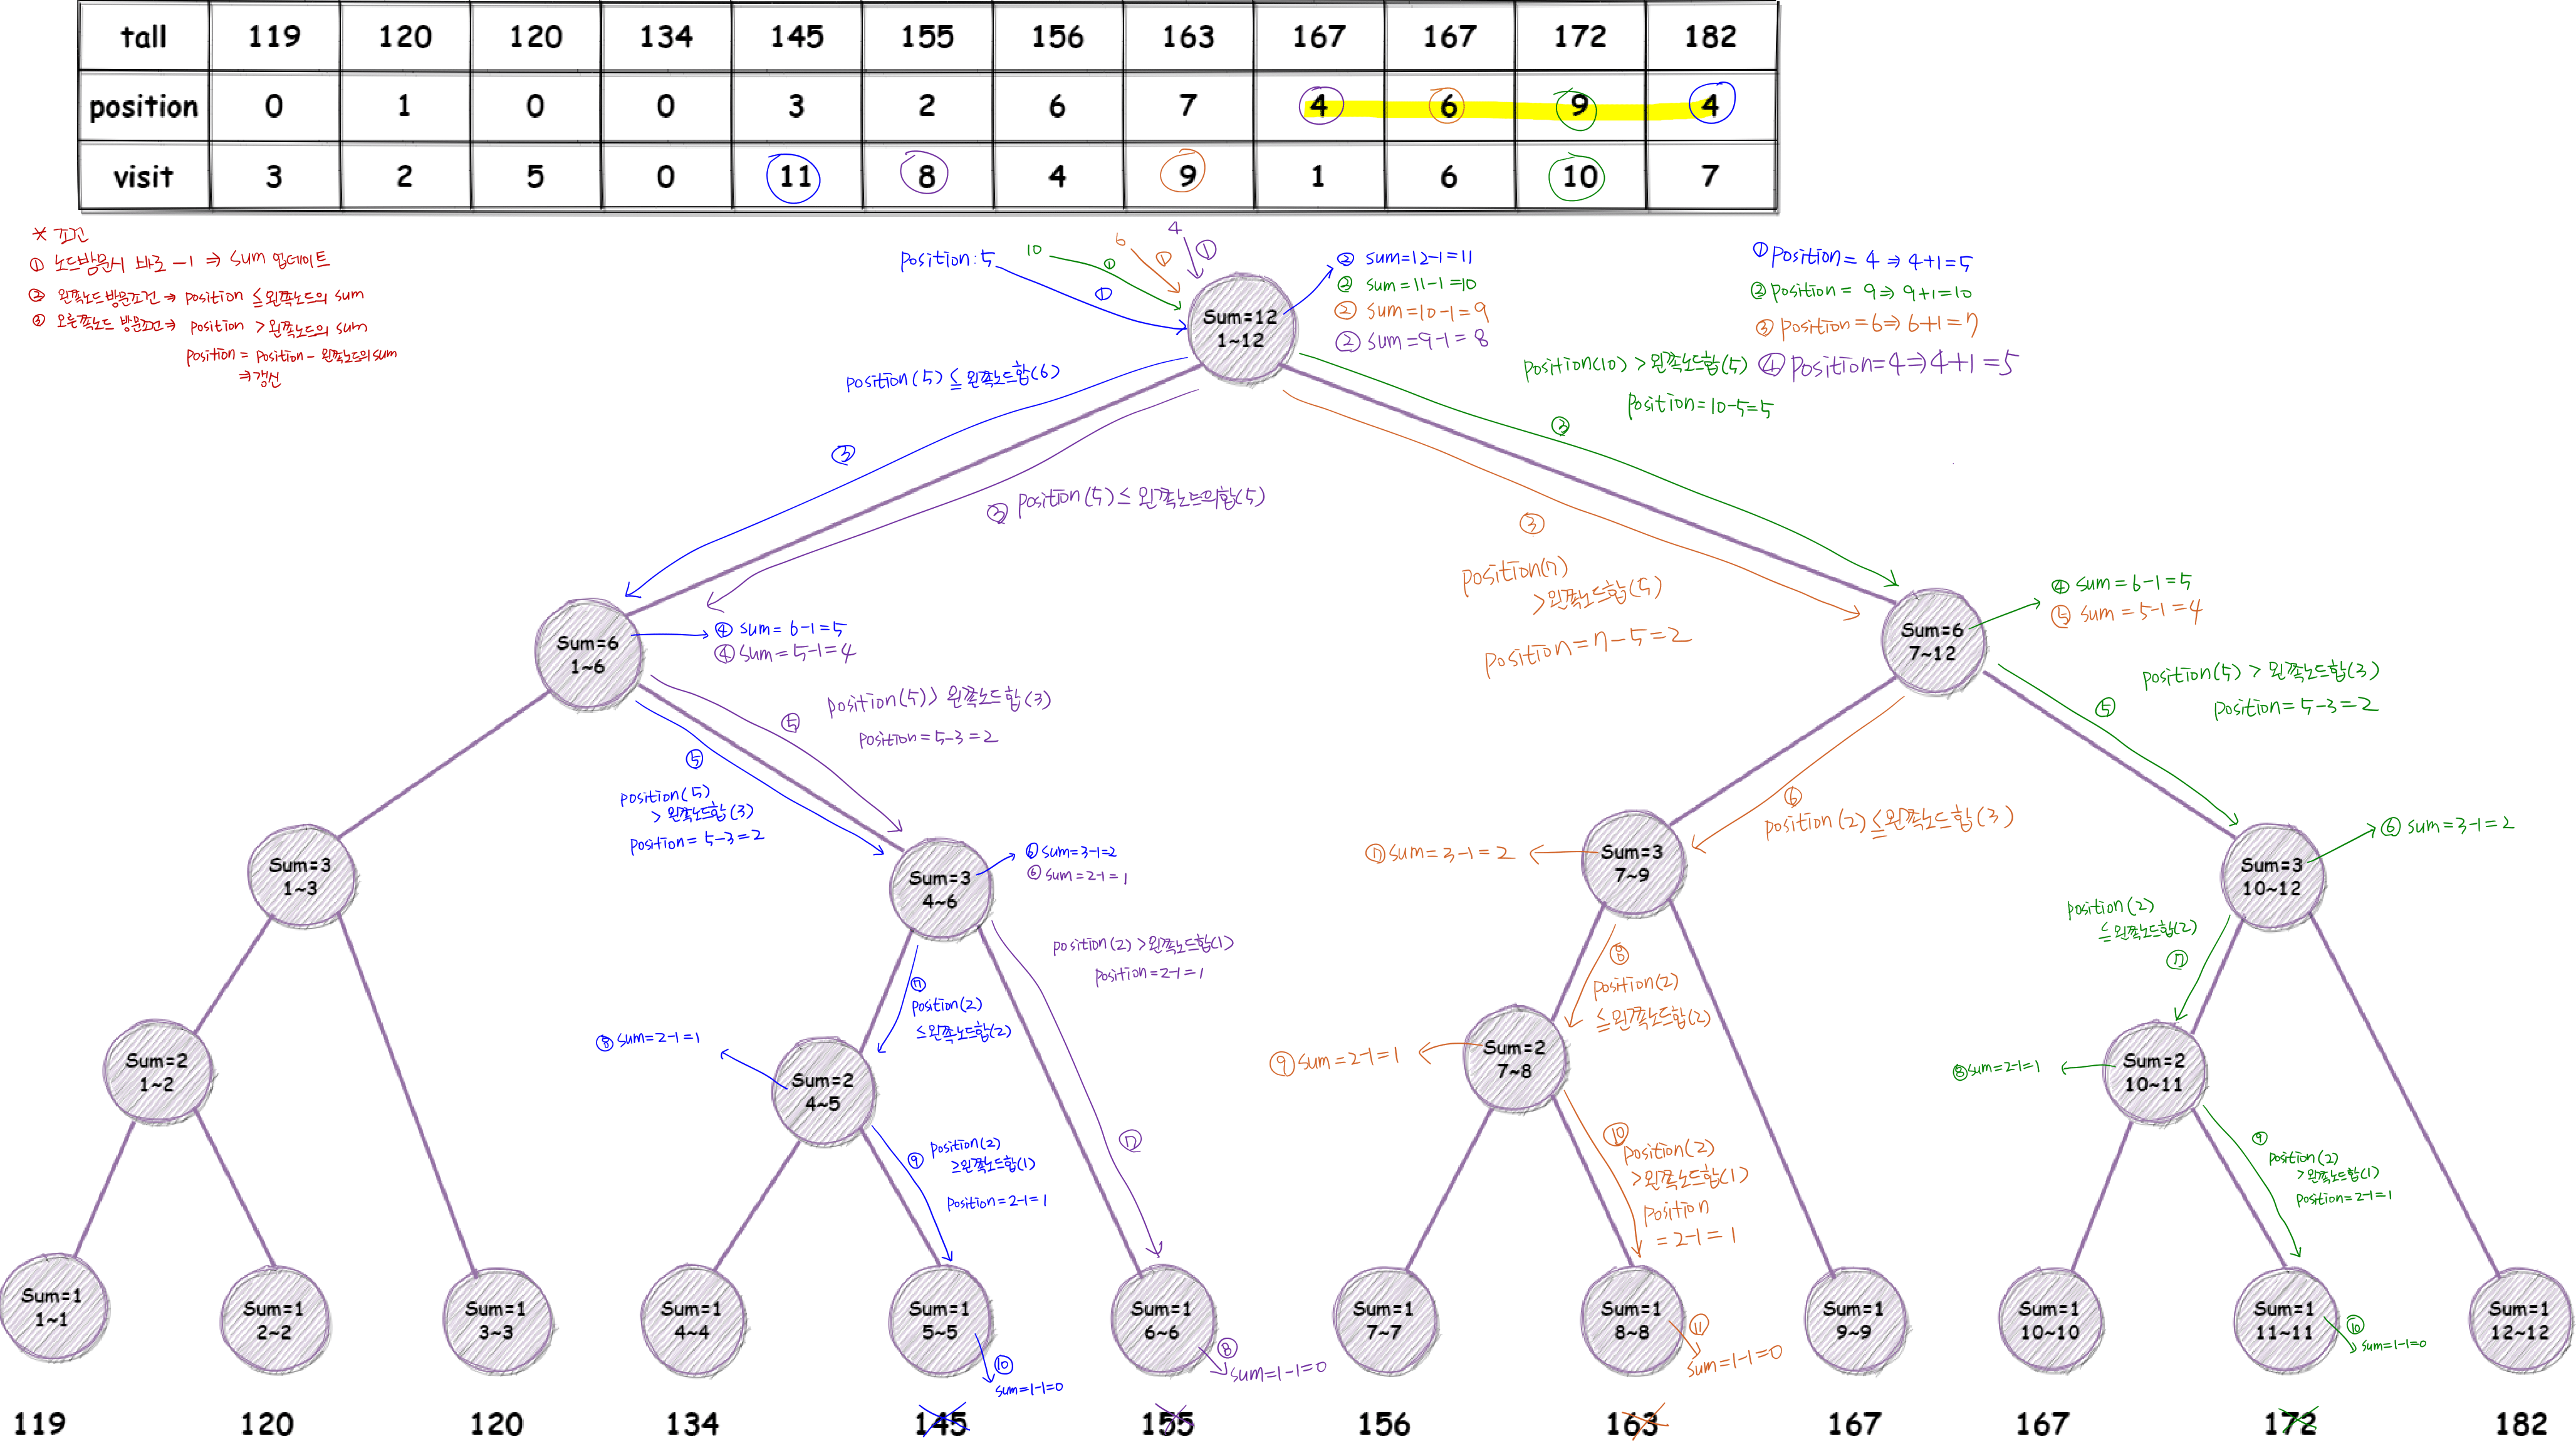 tall 119 120 120 134 145 155 156 163 167 167 172 182
position 0 1 0 0 3 2 6 7 4 6 9 4
visit 3 2 5 0 11 8 4 9 1 6 10 7
* 조건
① 노드방문시 바로 -1 ⇒ sum 업데이트
② 왼쪽노드방문조건 → position ≤ 왼쪽노드의 sum
③ 오른쪽노드 방문조건 ⇒ position > 왼쪽노드의 sum
position = position - 왼쪽노드의 sum
⇒ 갱신
position : 5
①
10
①
6
①
4
①
Sum=12
1~12
② sum=12-1=11
② sum=11-1=10
② sum=10-1=9
② sum=9-1=8
① position = 4 ⇒ 4+1=5
② position = 9 ⇒ 9+1=10
③ position = 6 ⇒ 6+1=7
④ position=4 ⇒ 4+1=5
position(5) ≤ 왼쪽노드합(6)
③
③ position(5) ≤ 왼쪽노드의합(5)
position(10) > 왼쪽노드합(5)
position=10-5=5
③
③
position(7)
> 왼쪽노드합(5)
position=7-5=2
Sum=6
1~6
④ sum=6-1=5
④ sum=5-1=4
Sum=6
7~12
④ sum=6-1=5
⑤ sum=5-1=4
⑤
position(5) > 왼쪽노드합(3)
position=5-3=2
⑤
position(5)
> 왼쪽노드합(3)
position=5-3=2
⑤
position(5) > 왼쪽노드합(3)
position=5-3=2
⑥
position(2) ≤ 왼쪽노드합(3)
Sum=3
1~3
Sum=3
4~6
⑥ sum=3-1=2
⑥ sum=2-1=1
⑦ sum=3-1=2
Sum=3
7~9
Sum=3
10~12
⑥ sum=3-1=2
⑦
position(2)
≤ 왼쪽노드합(2)
position(2) > 왼쪽노드합(1)
position=2-1=1
⑦
⑧
position(2)
≤ 왼쪽노드합(2)
position(2)
≤ 왼쪽노드합(2)
⑦
Sum=2
1~2
⑧ sum=2-1=1
Sum=2
4~5
⑨ sum=2-1=1
Sum=2
7~8
⑧ sum=2-1=1
Sum=2
10~11
⑨
position(2)
≥ 왼쪽노드합(1)
position=2-1=1
⑩
position(2)
> 왼쪽노드합(1)
position
=2-1=1
⑨
position(2)
> 왼쪽노드합(1)
position=2-1=1
Sum=1
1~1
Sum=1
2~2
Sum=1
3~3
Sum=1
4~4
Sum=1
5~5
⑩
sum=1-1=0
Sum=1
6~6
⑧
sum=1-1=0
Sum=1
7~7
Sum=1
8~8
⑪
sum=1-1=0
Sum=1
9~9
Sum=1
10~10
Sum=1
11~11
⑩
sum=1-1=0
Sum=1
12~12
119 120 120 134 145 155 156 163 167 167 172 182